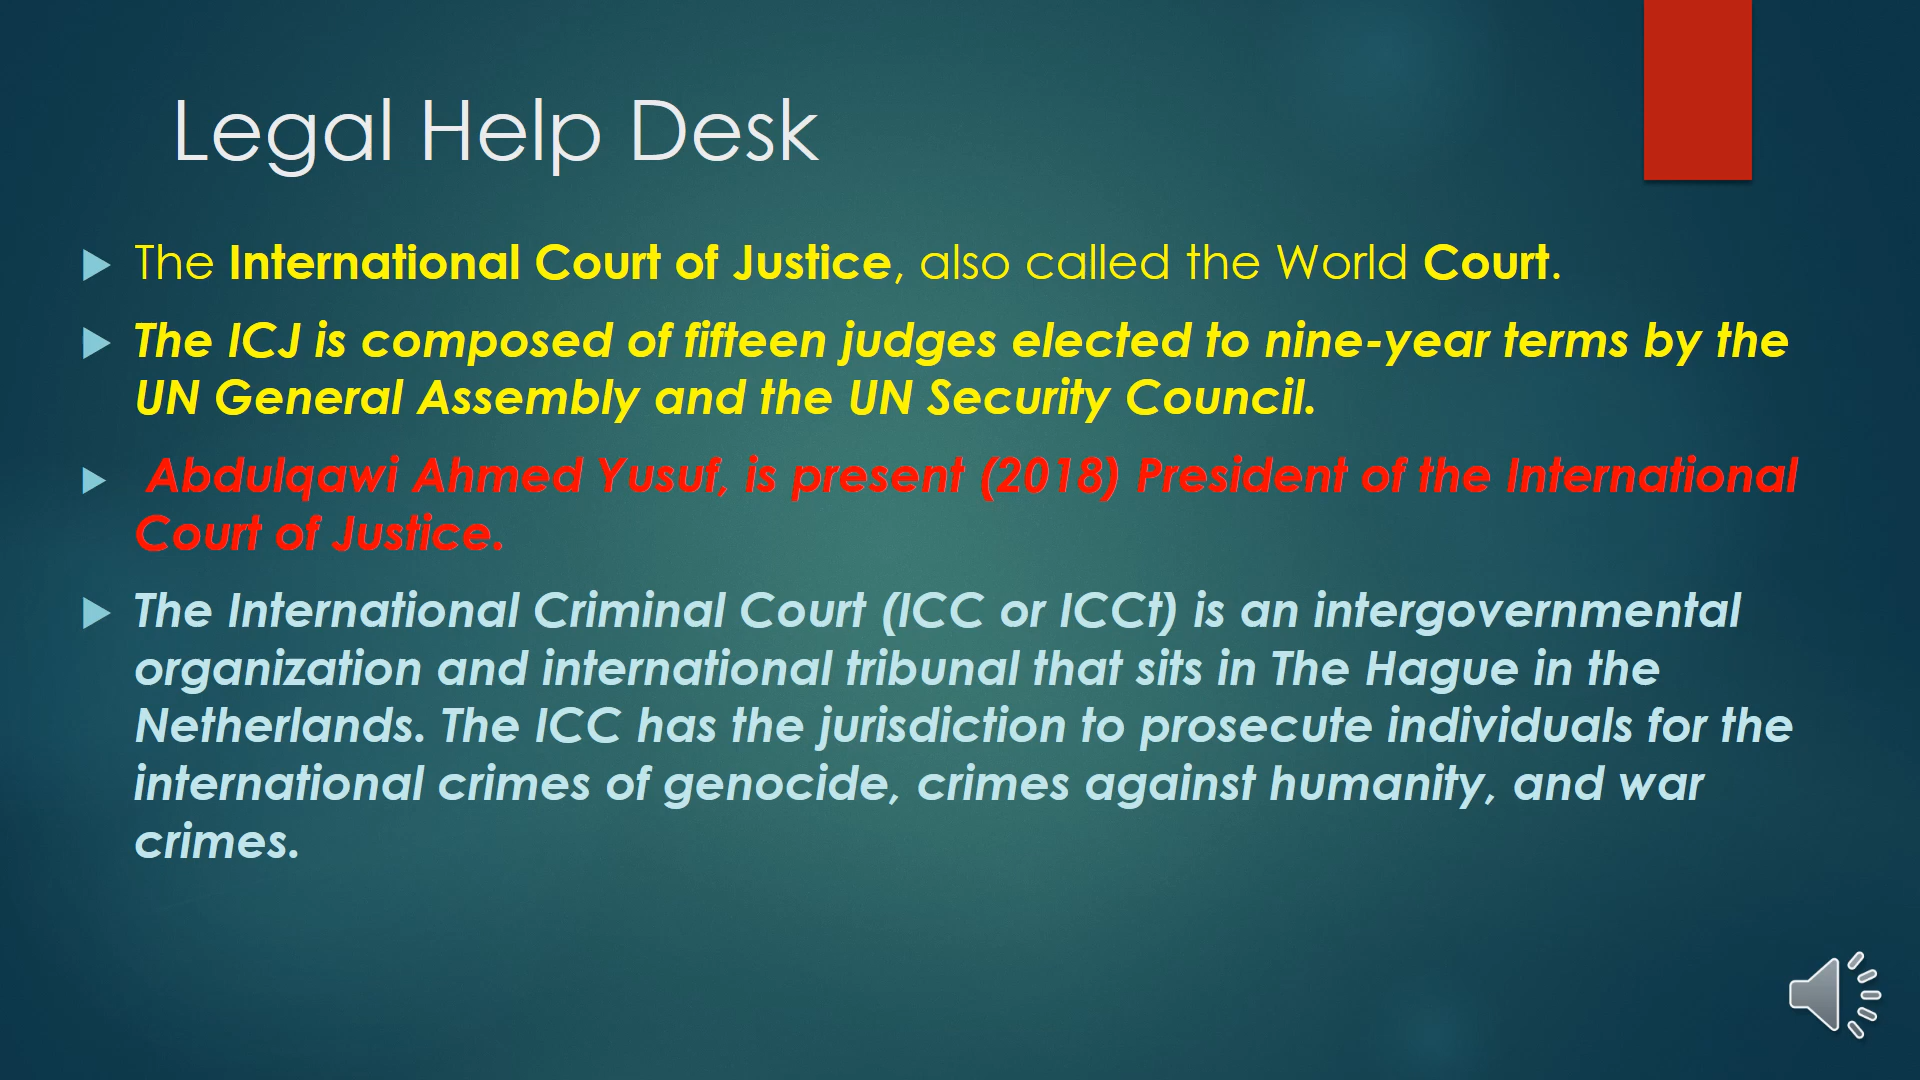 Legal Help Desk
The International Court of Justice, also called the World Court.
The ICJ is composed of fifteen judges elected to nine-year terms by the
UN General Assembly and the UN Security Council.
Abdulqawi Ahmed Yusuf, is present (2018) President of the International
Court of Justice.
The International Criminal Court (ICC or ICCt) is an intergovernmental
organization and international tribunal that sits in The Hague in the
Netherlands. The ICC has the jurisdiction to prosecute individuals for the
international crimes of genocide, crimes against humanity, and war
crimes.